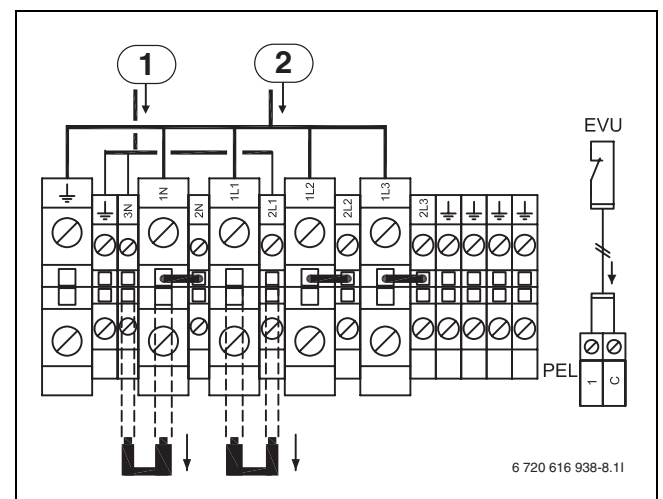 1
2
EVU
3N
1N
2N
1L1
2L1
1L2
2L2
1L3
2L3
PEL
1
C
6 720 616 938-8.1I